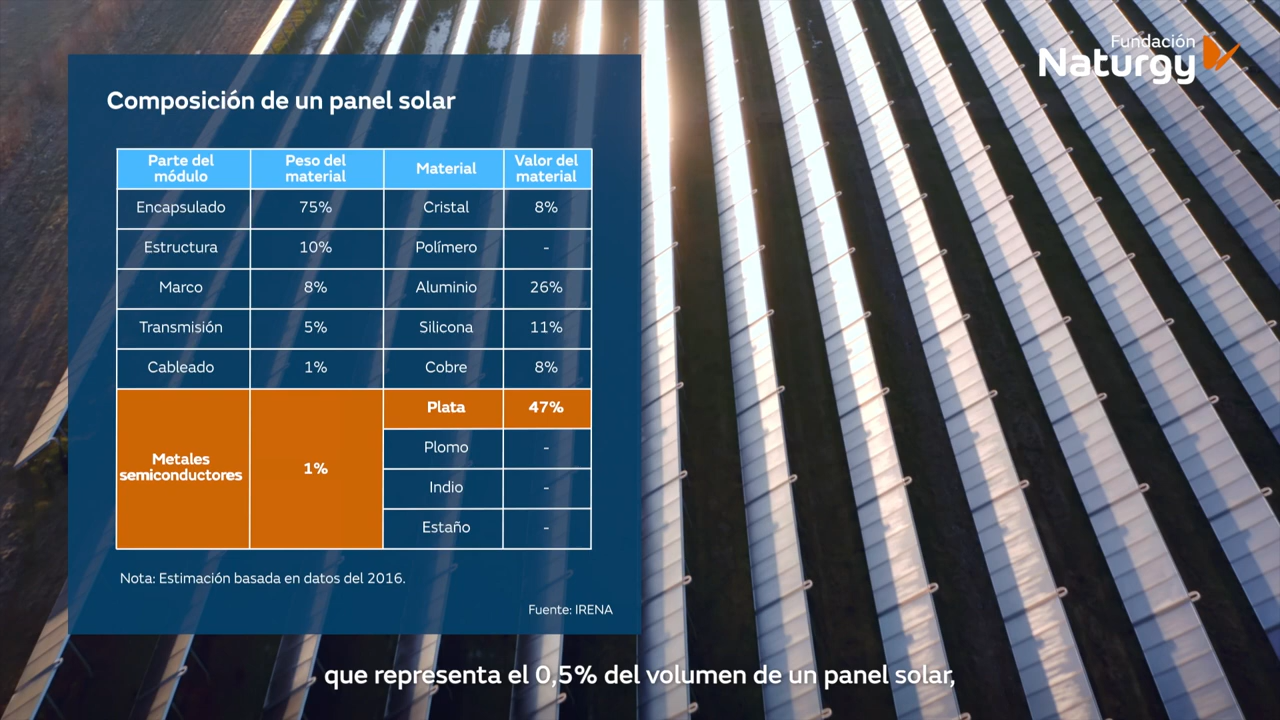 Fundación
Naturgy
Composición de un panel solar
Parte del módulo Peso del material Material Valor del material
Encapsulado 75% Cristal 8%
Estructura 10% Polímero -
Marco 8% Aluminio 26%
Transmisión 5% Silicona 11%
Cableado 1% Cobre 8%
Metales semiconductores 1% Plata 47%
Plomo -
Indio -
Estaño -
Nota: Estimación basada en datos del 2016.
Fuente: IRENA
que representa el 0,5% del volumen de un panel solar,